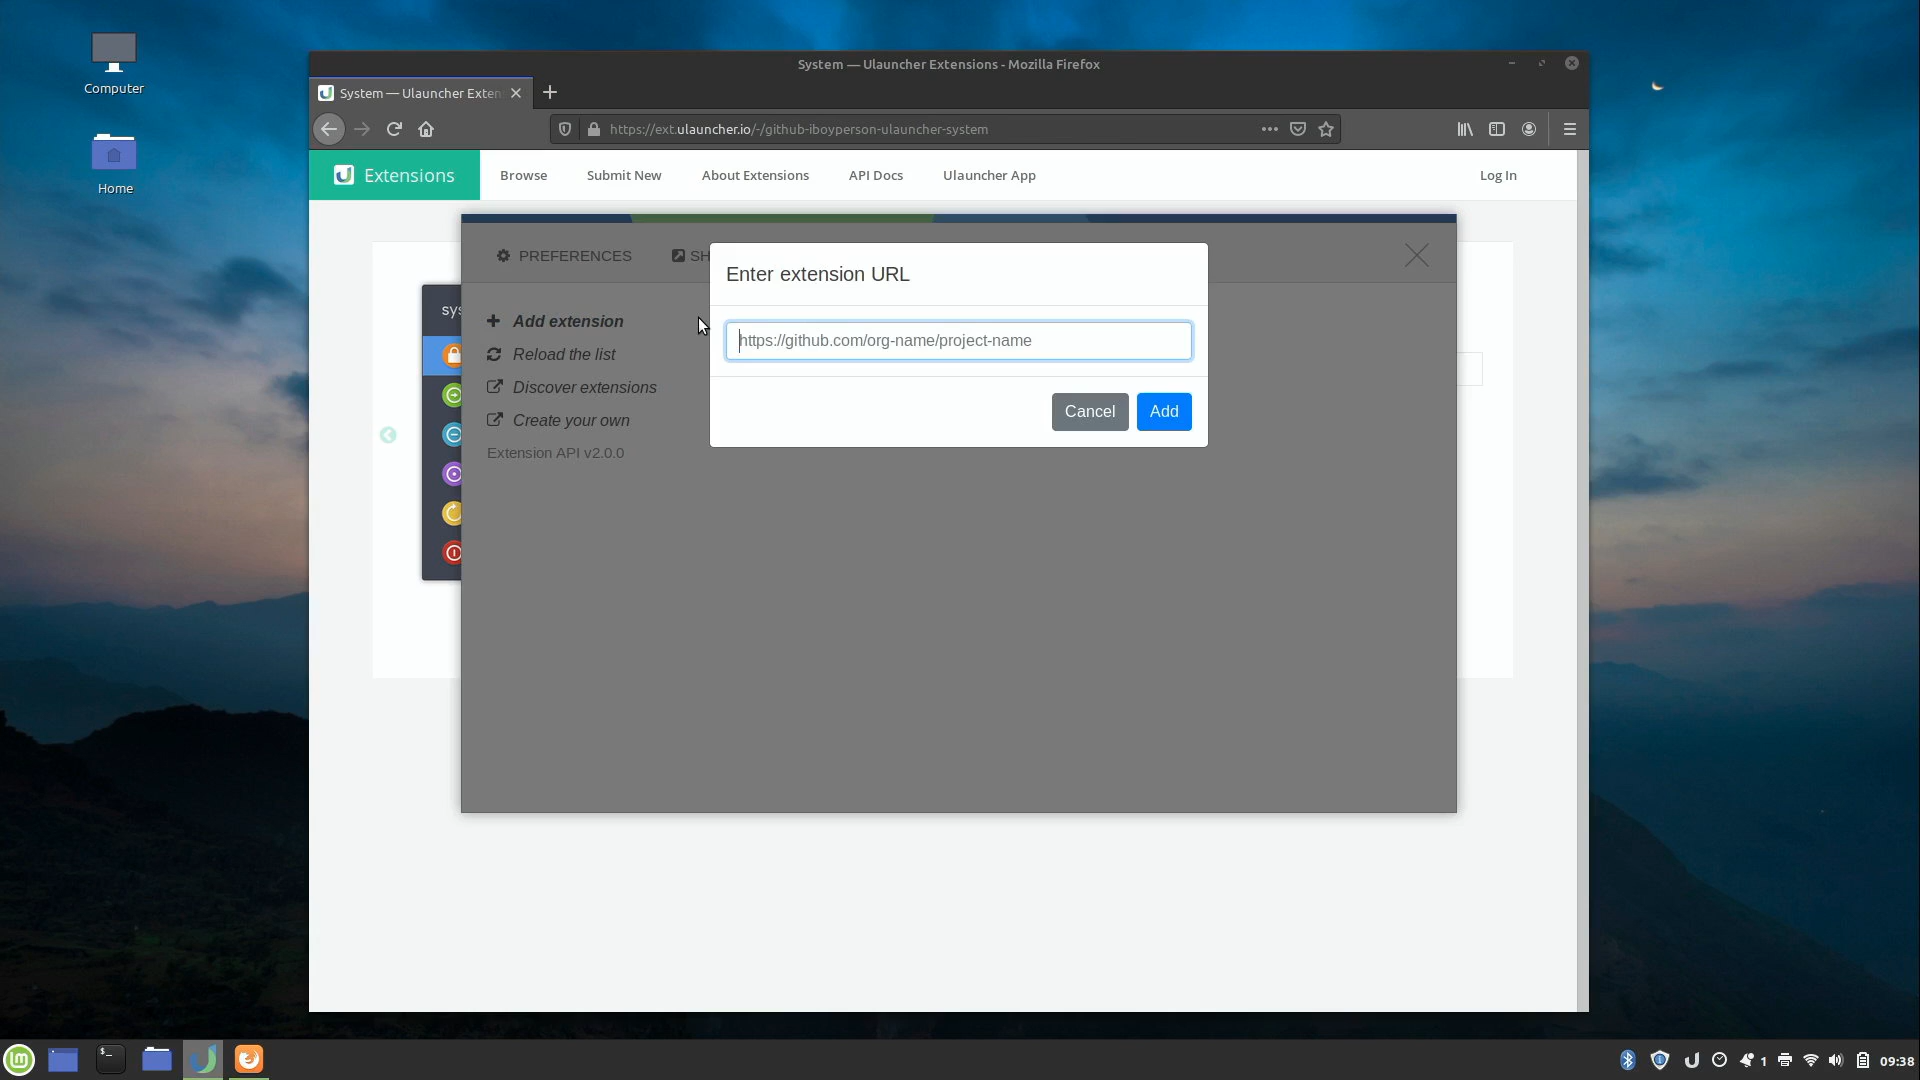 Computer
Home
System — Ulauncher Extensions - Mozilla Firefox
System — Ulauncher Exten
https://ext.ulauncher.io/-/github-iboyperson-ulauncher-system
Extensions
Browse
Submit New
About Extensions
API Docs
Ulauncher App
Log In
PREFERENCES
SH
Enter extension URL
sys
Add extension
https://github.com/org-name/project-name
Reload the list
Discover extensions
Cancel
Add
Create your own
Extension API v2.0.0
1
09:38